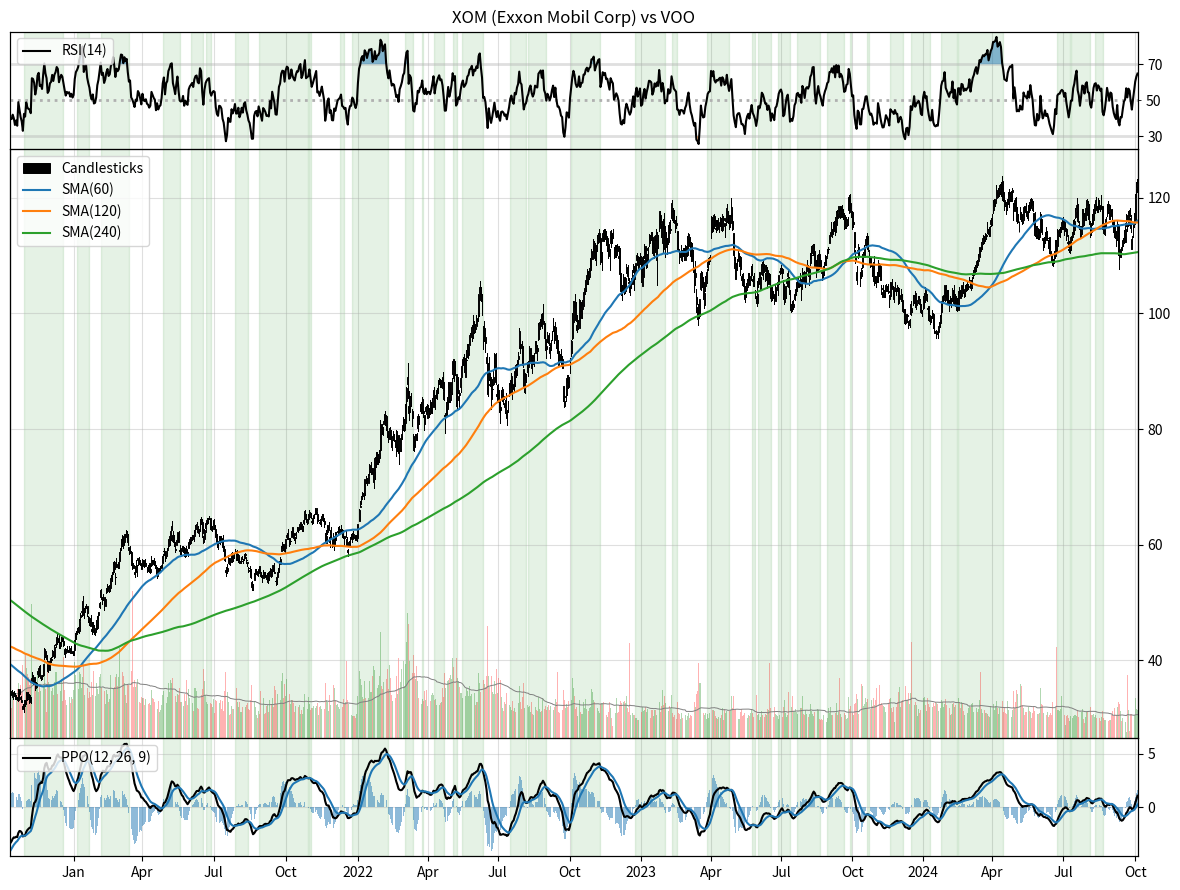 XOM (Exxon Mobil Corp) vs VOO
RSI(14)
70
50
30
Candlesticks
SMA(60)
SMA(120)
SMA(240)
120
100
80
60
40
PPO(12, 26, 9)
5
0
Jan Apr Jul Oct 2022 Apr Jul Oct 2023 Apr Jul Oct 2024 Apr Jul Oct